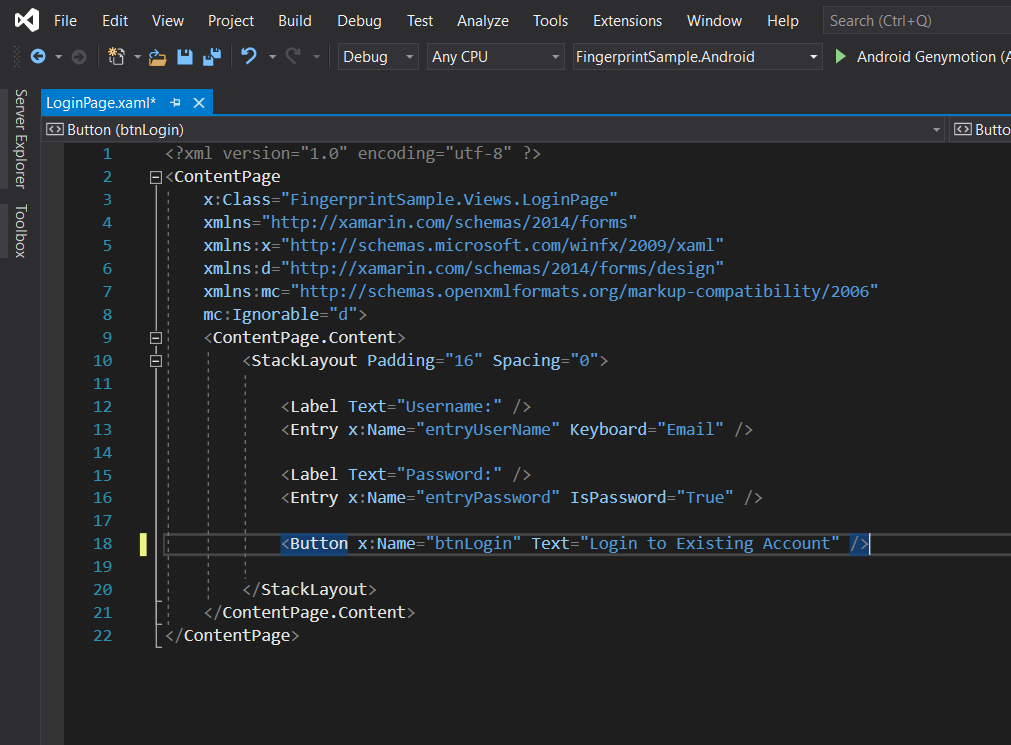 File Edit View Project Build Debug Test Analyze Tools Extensions Window Help Search (Ctrl+Q)
Debug Any CPU FingerprintSample.Android Android Genymotion (A
Server Explorer
Toolbox
LoginPage.xaml*
Button (btnLogin) Butto
1 <?xml version="1.0" encoding="utf-8" ?>
2 <ContentPage
3 x:Class="FingerprintSample.Views.LoginPage"
4 xmlns="http://xamarin.com/schemas/2014/forms"
5 xmlns:x="http://schemas.microsoft.com/winfx/2009/xaml"
6 xmlns:d="http://xamarin.com/schemas/2014/forms/design"
7 xmlns:mc="http://schemas.openxmlformats.org/markup-compatibility/2006"
8 mc:Ignorable="d">
9 <ContentPage.Content>
10 <StackLayout Padding="16" Spacing="0">
11
12 <Label Text="Username:" />
13 <Entry x:Name="entryUserName" Keyboard="Email" />
14
15 <Label Text="Password:" />
16 <Entry x:Name="entryPassword" IsPassword="True" />
17
18 <Button x:Name="btnLogin" Text="Login to Existing Account" />
19
20 </StackLayout>
21 </ContentPage.Content>
22 </ContentPage>